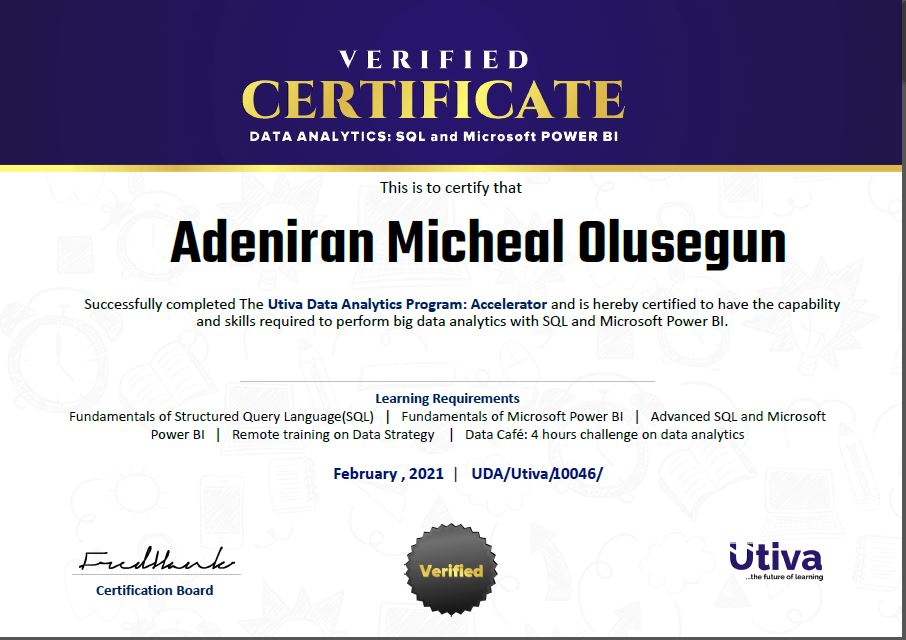 VERIFIED
CERTIFICATE
DATA ANALYTICS: SQL and Microsoft POWER BI
This is to certify that
Adeniran Micheal Olusegun
Successfully completed The Utiva Data Analytics Program: Accelerator and is hereby certified to have the capability
and skills required to perform big data analytics with SQL and Microsoft Power BI.
Learning Requirements
Fundamentals of Structured Query Language(SQL) | Fundamentals of Microsoft Power BI | Advanced SQL and Microsoft
Power BI | Remote training on Data Strategy | Data Café: 4 hours challenge on data analytics
February , 2021 | UDA/Utiva/10046/
FredHank
Certification Board
Verified
Utiva
...the future of learning